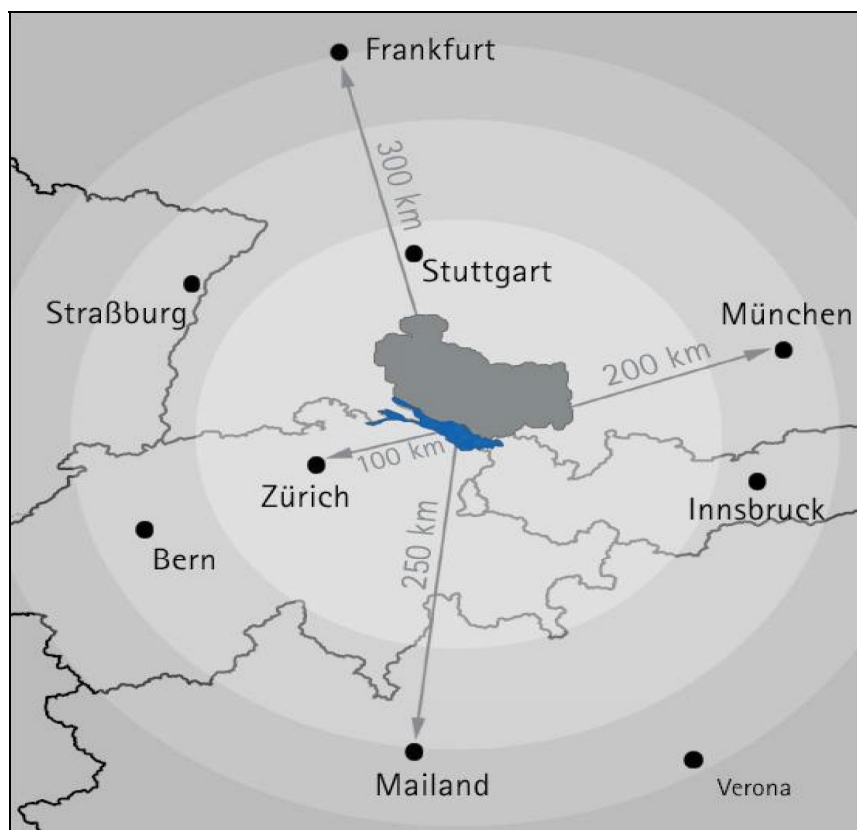 Frankfurt
300 km
Stuttgart
Straßburg
München
200 km
100 km
Zürich
Innsbruck
250 km
Bern
Mailand
Verona